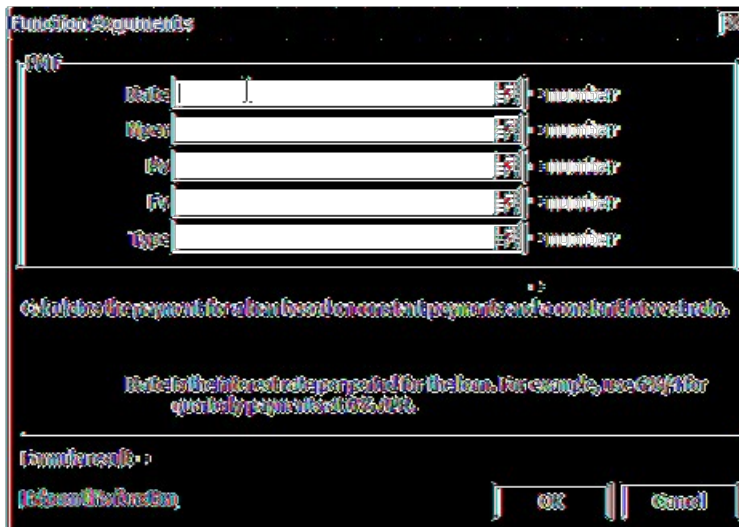 Function Arguments
PMT
Rate = number
Nper = number
Pv = number
Fv = number
Type = number
=
Calculates the payment for a loan based on constant payments and a constant interest rate.
Rate is the interest rate per period for the loan. For example, use 6%/4 for
quarterly payments at 6% APR.
Formula result =
Help on this function
OK
Cancel